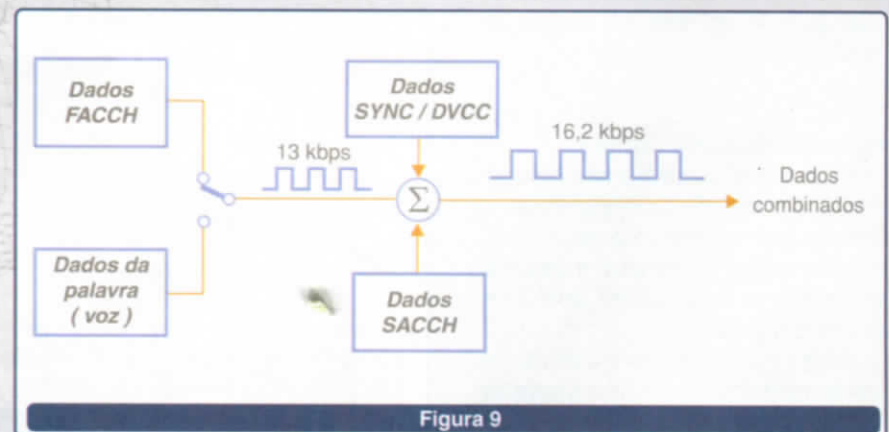 Dados
FACCH
Dados
SYNC / DVCC
13 kbps
16,2 kbps
Σ
Dados
combinados
Dados da
palavra
( voz )
Dados
SACCH
Figura 9